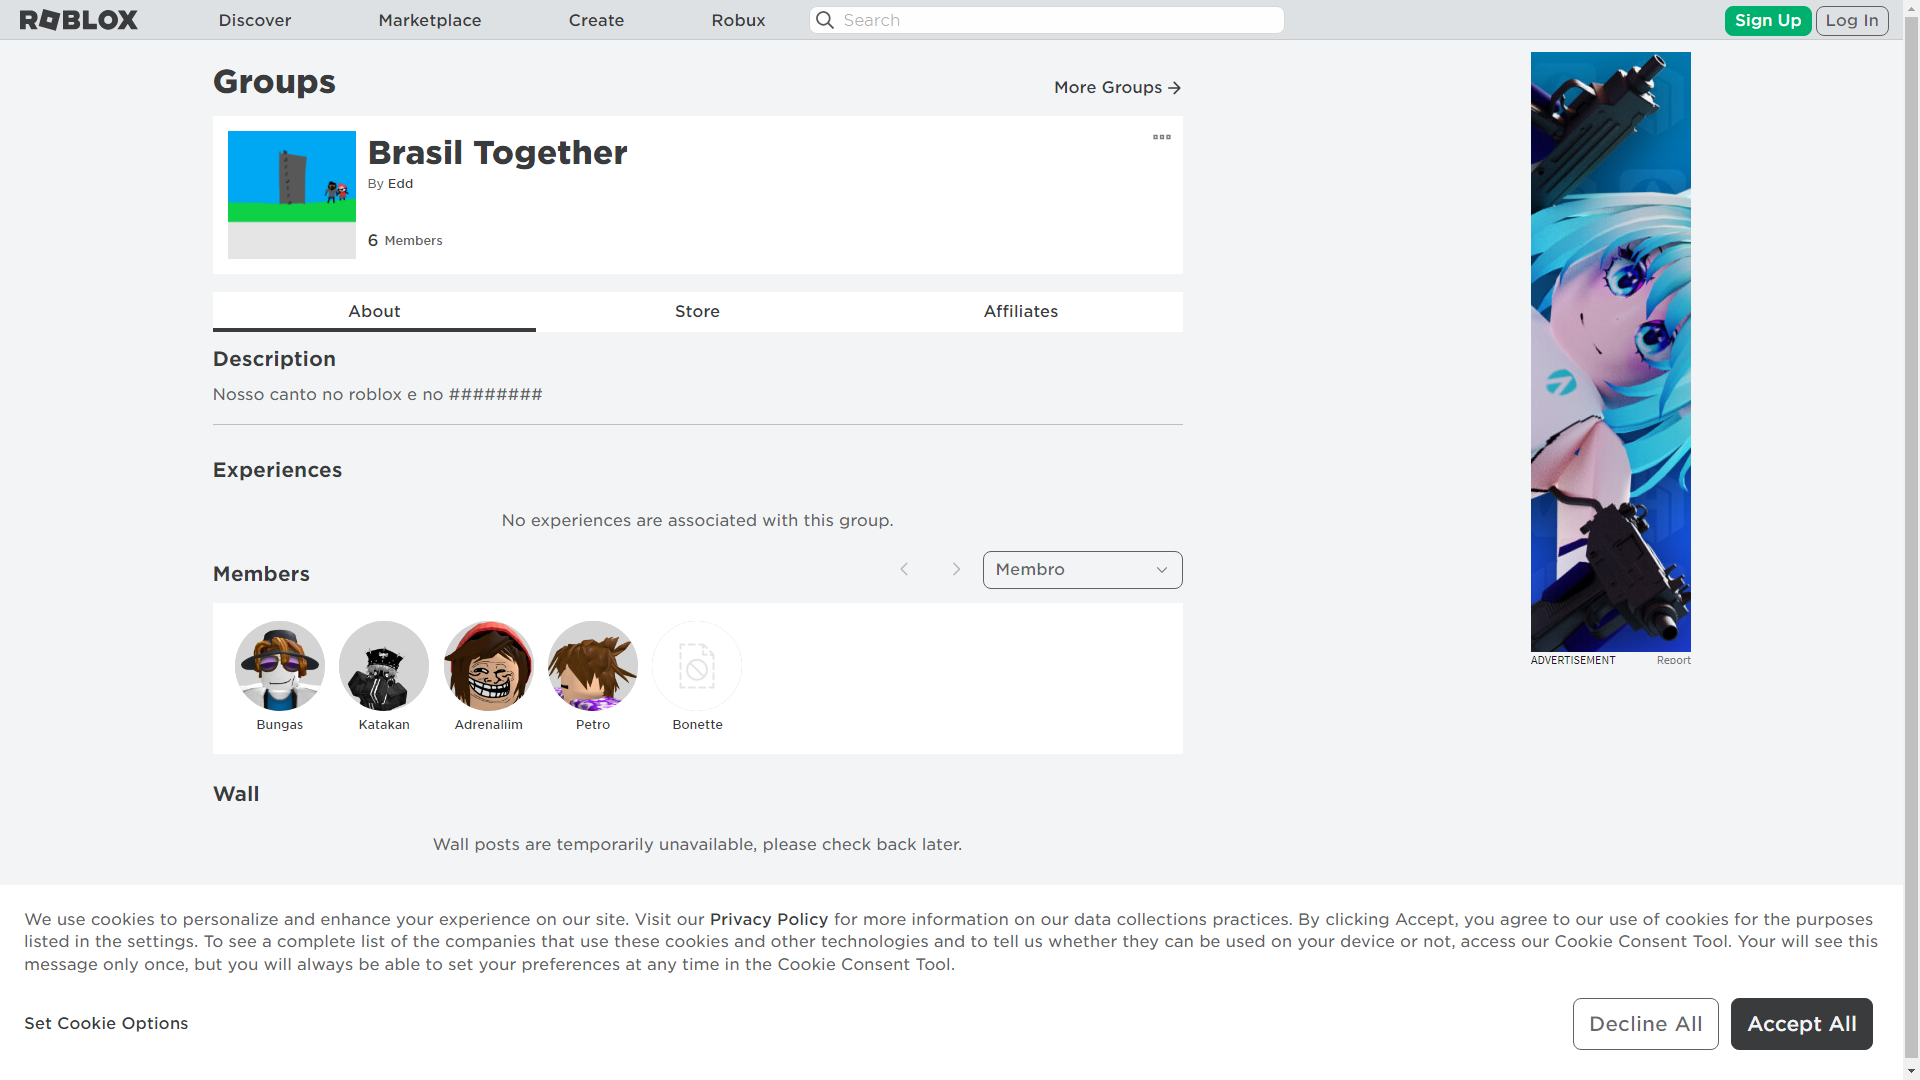 ROBLOX Discover Marketplace Create Robux Search Sign Up Log In
Groups
More Groups
Brasil Together
By Edd
6 Members
About Store Affiliates
Description
Nosso canto no roblox e no ########
Experiences
No experiences are associated with this group.
Members
Membro
Bungas Katakan Adrenaliim Petro Bonette
Wall
Wall posts are temporarily unavailable, please check back later.
ADVERTISEMENT Report
We use cookies to personalize and enhance your experience on our site. Visit our Privacy Policy for more information on our data collections practices. By clicking Accept, you agree to our use of cookies for the purposes
listed in the settings. To see a complete list of the companies that use these cookies and other technologies and to tell us whether they can be used on your device or not, access our Cookie Consent Tool. Your will see this
message only once, but you will always be able to set your preferences at any time in the Cookie Consent Tool.
Set Cookie Options
Decline All
Accept All